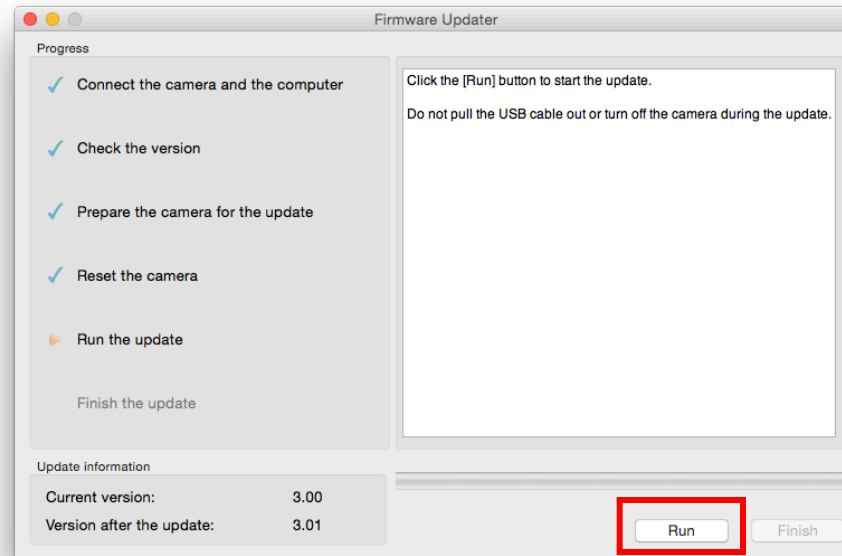 Firmware Updater
Progress
Connect the camera and the computer
Check the version
Prepare the camera for the update
Reset the camera
Run the update
Finish the update
Click the [Run] button to start the update.
Do not pull the USB cable out or turn off the camera during the update.
Update information
Current version: 3.00
Version after the update: 3.01
Run
Finish